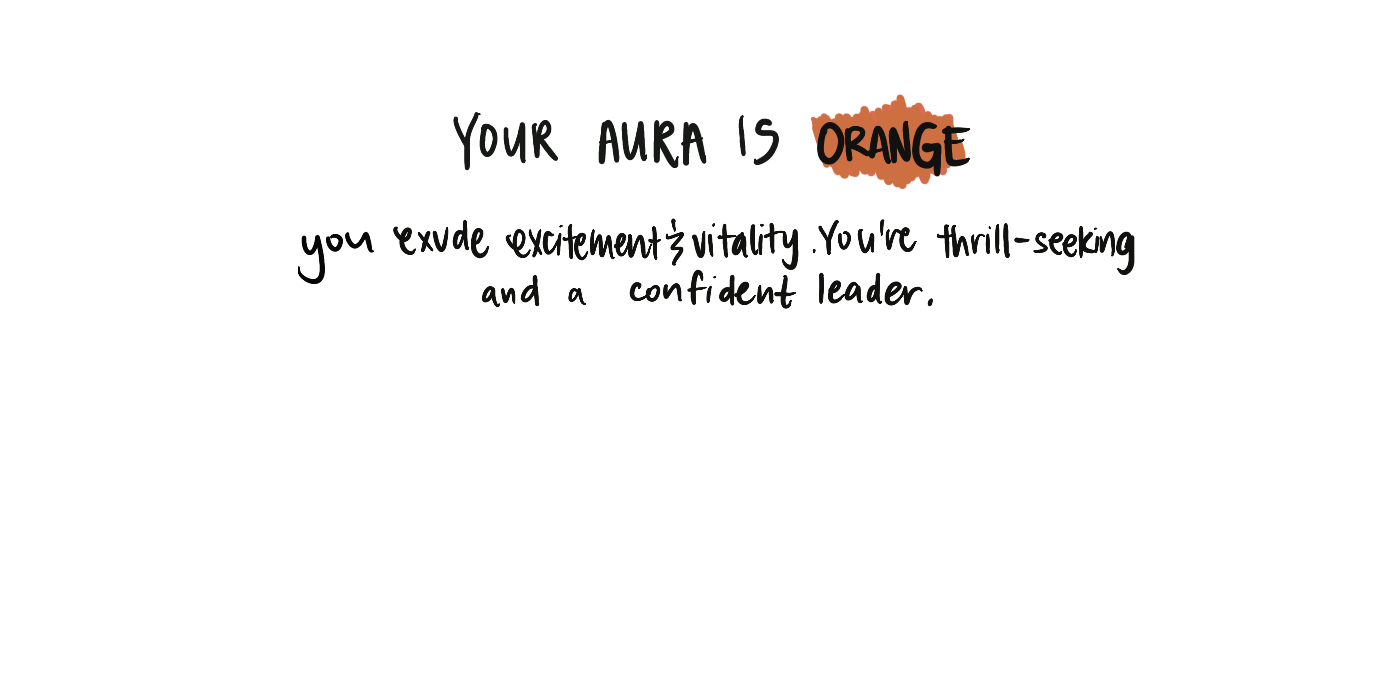 YOUR AURA IS ORANGE
you exude excitement & vitality. You're thrill-seeking
and a confident leader.